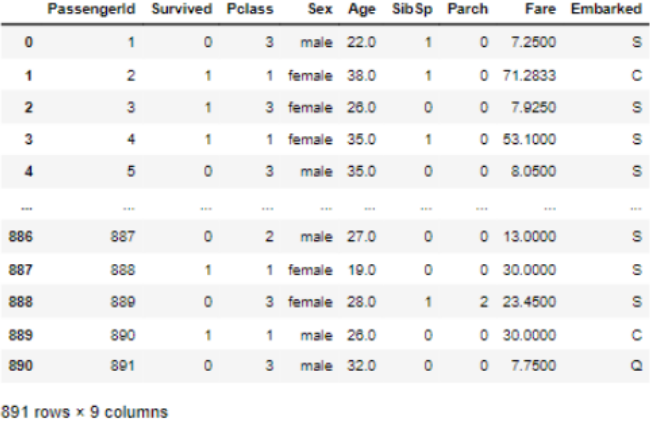 PassengerId Survived Pclass Sex Age SibSp Parch Fare Embarked
0 1 0 3 male 22.0 1 0 7.2500 S
1 2 1 1 female 38.0 1 0 71.2833 C
2 3 1 3 female 26.0 0 0 7.9250 S
3 4 1 1 female 35.0 1 0 53.1000 S
4 5 0 3 male 35.0 0 0 8.0500 S
... ... ... ... ... ... ... ... ... ...
886 887 0 2 male 27.0 0 0 13.0000 S
887 888 1 1 female 19.0 0 0 30.0000 S
888 889 0 3 female 28.0 1 2 23.4500 S
889 890 1 1 male 26.0 0 0 30.0000 C
890 891 0 3 male 32.0 0 0 7.7500 Q
891 rows × 9 columns